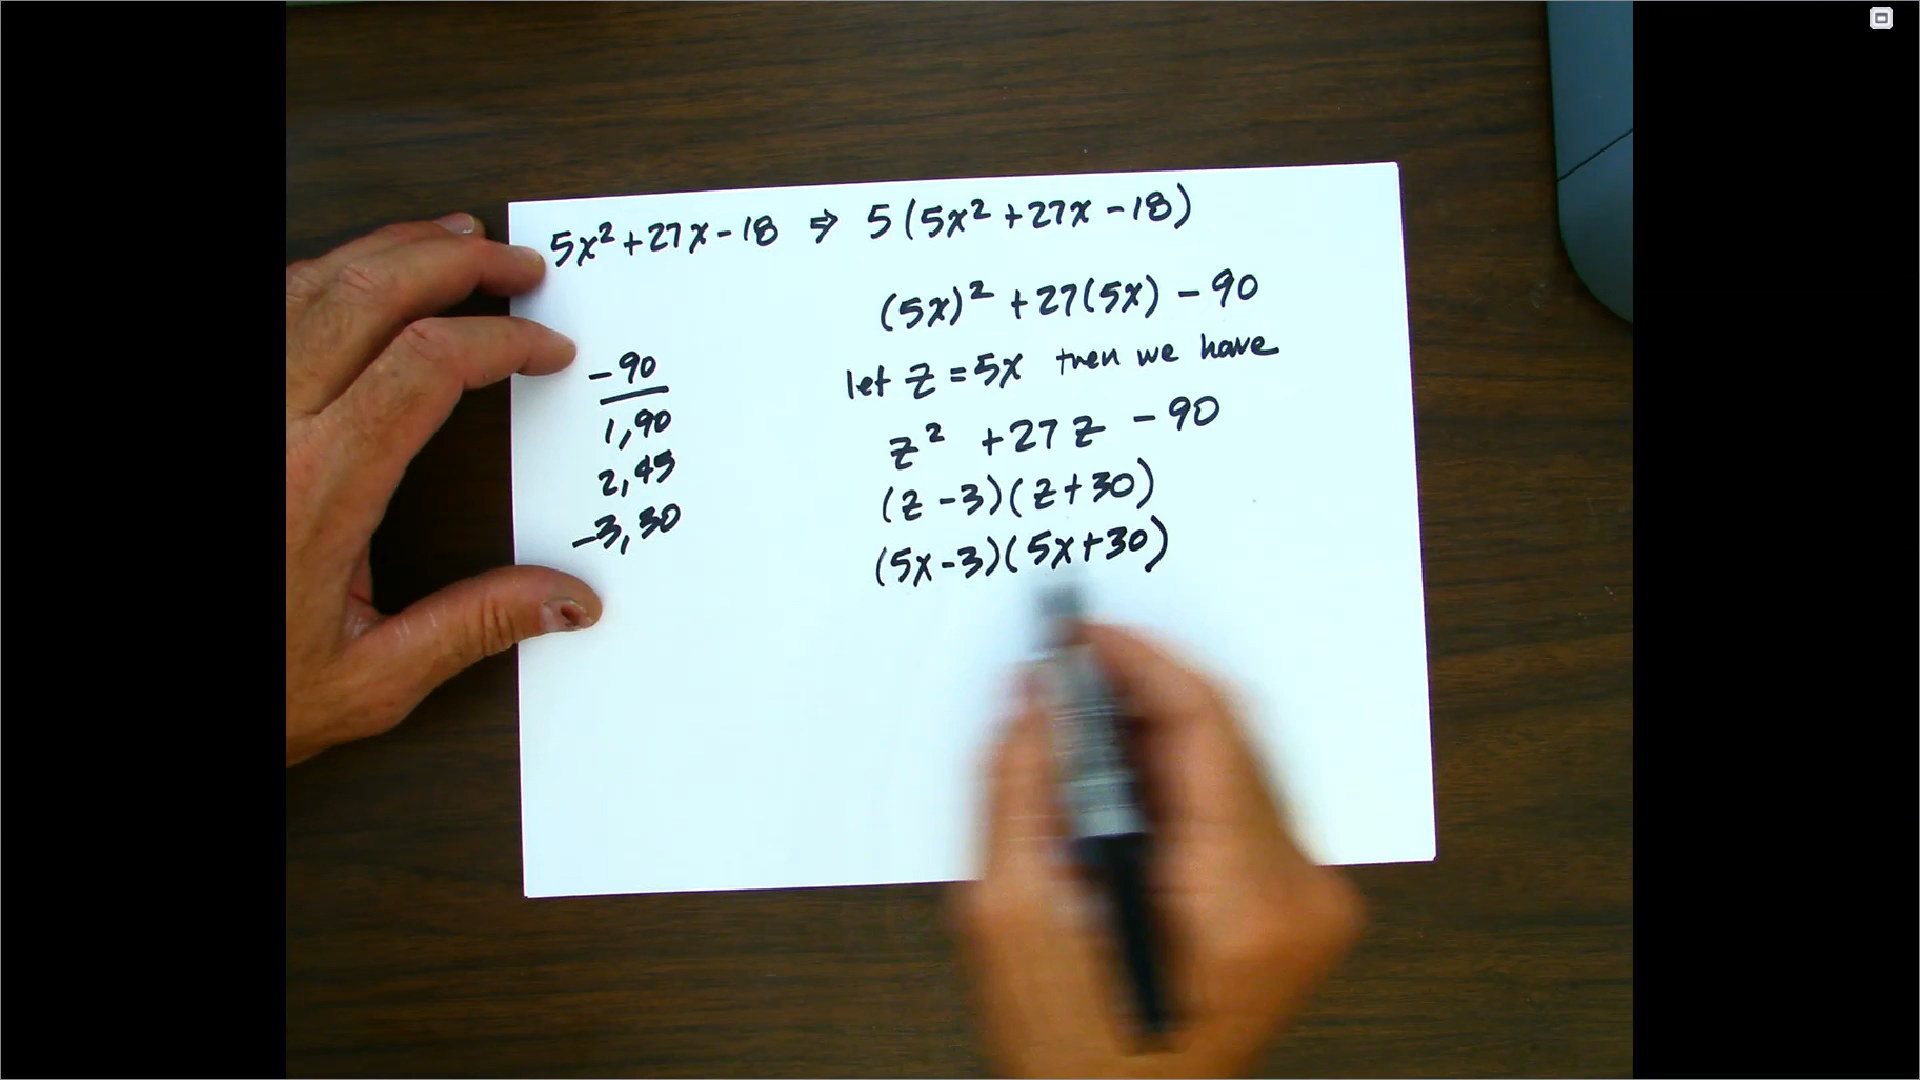 5x² + 27x - 18 ⇒ 5(5x² + 27x - 18)
(5x)² + 27(5x) - 90
let z = 5x then we have
z² + 27z - 90
(z - 3)(z + 30)
(5x - 3)(5x + 30)
-90
1, 90
2, 45
-3, 30